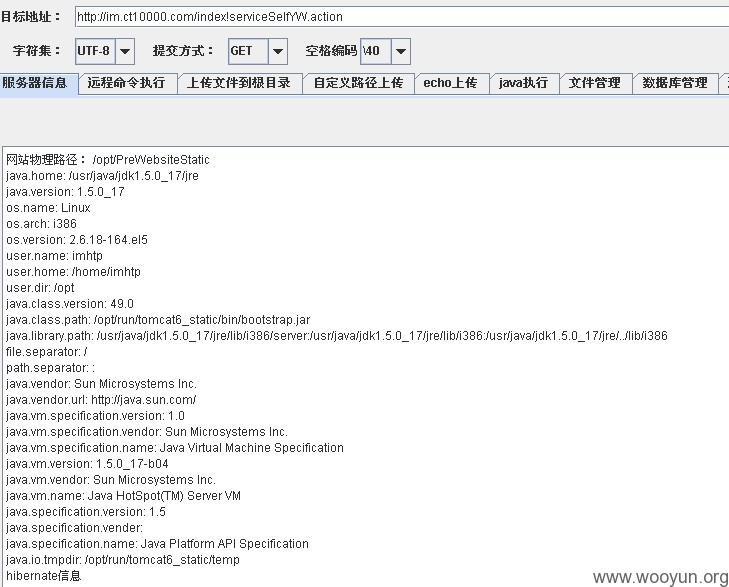 目标地址： http://im.ct10000.com/index!serviceSelfYW.action
字符集： UTF-8 提交方式： GET 空格编码 \40
服务器信息 远程命令执行 上传文件到根目录 自定义路径上传 echo上传 java执行 文件管理 数据库管理
网站物理路径： /opt/PreWebsiteStatic
java.home: /usr/java/jdk1.5.0_17/jre
java.version: 1.5.0_17
os.name: Linux
os.arch: i386
os.version: 2.6.18-164.el5
user.name: imhtp
user.home: /home/imhtp
user.dir: /opt
java.class.version: 49.0
java.class.path: /opt/run/tomcat6_static/bin/bootstrap.jar
java.library.path: /usr/java/jdk1.5.0_17/jre/lib/i386/server:/usr/java/jdk1.5.0_17/jre/lib/i386:/usr/java/jdk1.5.0_17/jre/../lib/i386
file.separator: /
path.separator: :
java.vendor: Sun Microsystems Inc.
java.vendor.url: http://java.sun.com/
java.vm.specification.version: 1.0
java.vm.specification.vendor: Sun Microsystems Inc.
java.vm.specification.name: Java Virtual Machine Specification
java.vm.version: 1.5.0_17-b04
java.vm.vendor: Sun Microsystems Inc.
java.vm.name: Java HotSpot(TM) Server VM
java.specification.version: 1.5
java.specification.vender:
java.specification.name: Java Platform API Specification
java.io.tmpdir: /opt/run/tomcat6_static/temp
hibernate信息
www.wooyun.org